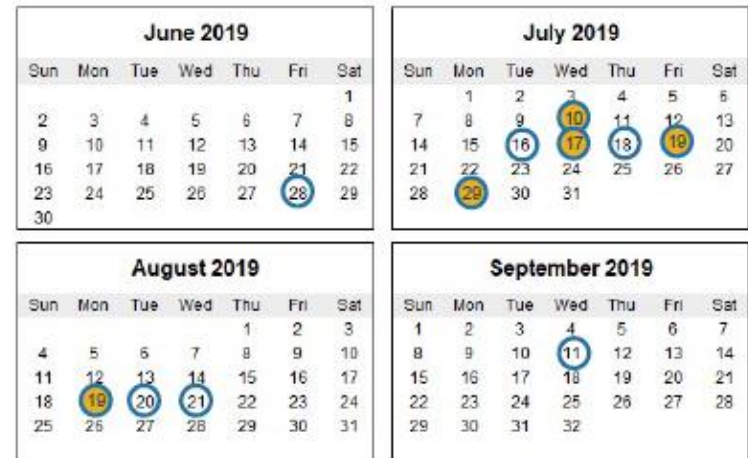 June 2019
Sun Mon Tue Wed Thu Fri Sat
1
2 3 4 5 6 7 8
9 10 11 12 13 14 15
16 17 18 19 20 21 22
23 24 25 26 27 28 29
30
July 2019
Sun Mon Tue Wed Thu Fri Sat
1 2 3 4 5 6
7 8 9 10 11 12 13
14 15 16 17 18 19 20
21 22 23 24 25 26 27
28 29 30 31
August 2019
Sun Mon Tue Wed Thu Fri Sat
1 2 3
4 5 6 7 8 9 10
11 12 13 14 15 16 17
18 19 20 21 22 23 24
25 26 27 28 29 30 31
September 2019
Sun Mon Tue Wed Thu Fri Sat
1 2 3 4 5 6 7
8 9 10 11 12 13 14
15 16 17 18 19 20 21
22 23 24 25 26 27 28
29 30 31 32